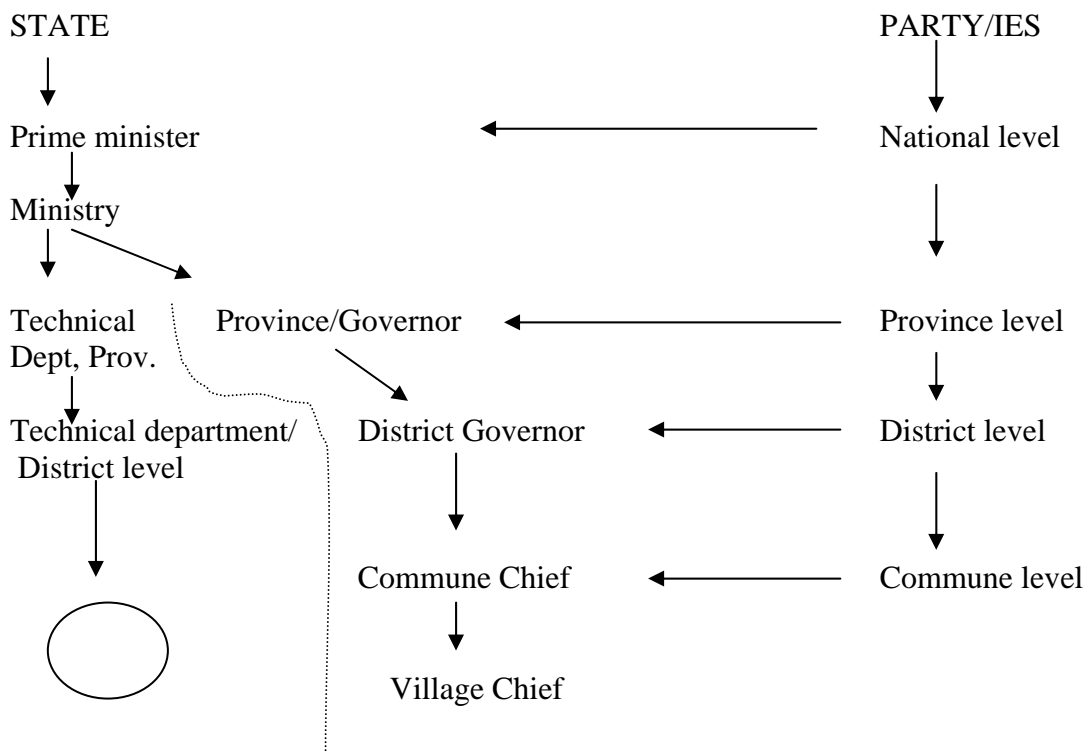 STATE
PARTY/IES
Prime minister
National level
Ministry
Technical
Dept, Prov.
Province/Governor
Province level
Technical department/
District level
District Governor
District level
Commune Chief
Commune level
Village Chief